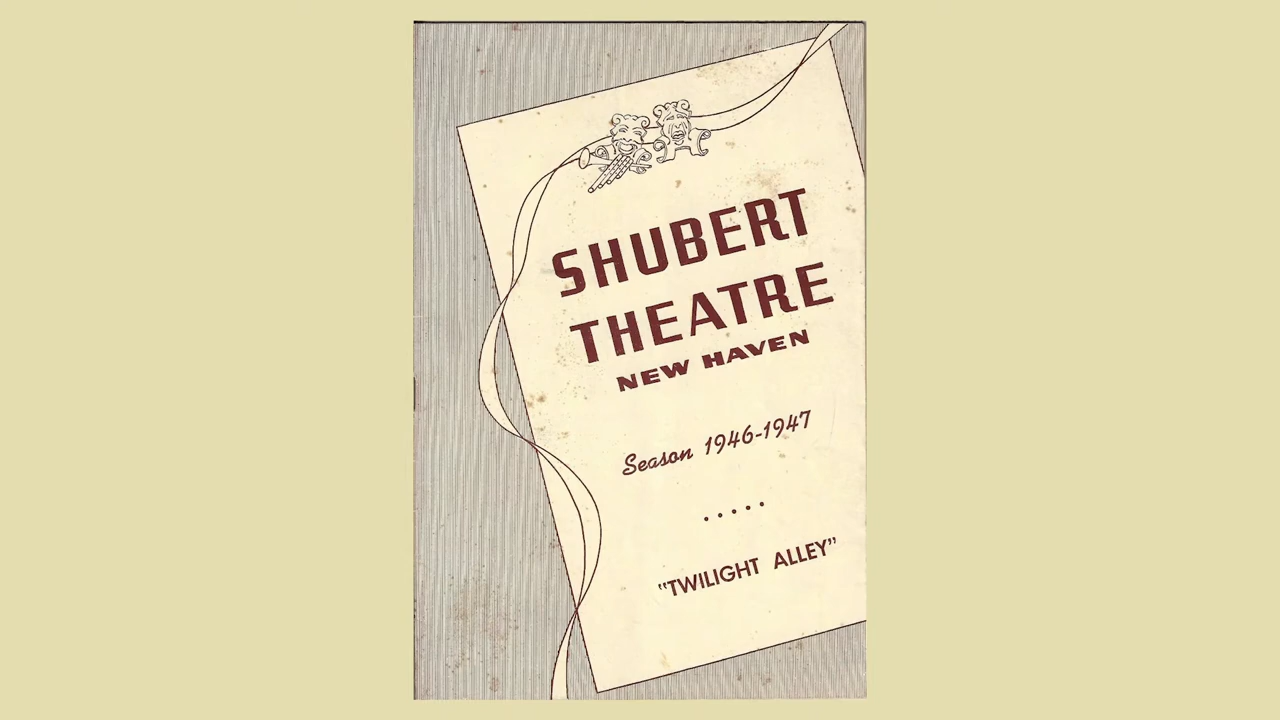 SHUBERT
THEATRE
NEW HAVEN
Season 1946-1947
.....
"TWILIGHT ALLEY"